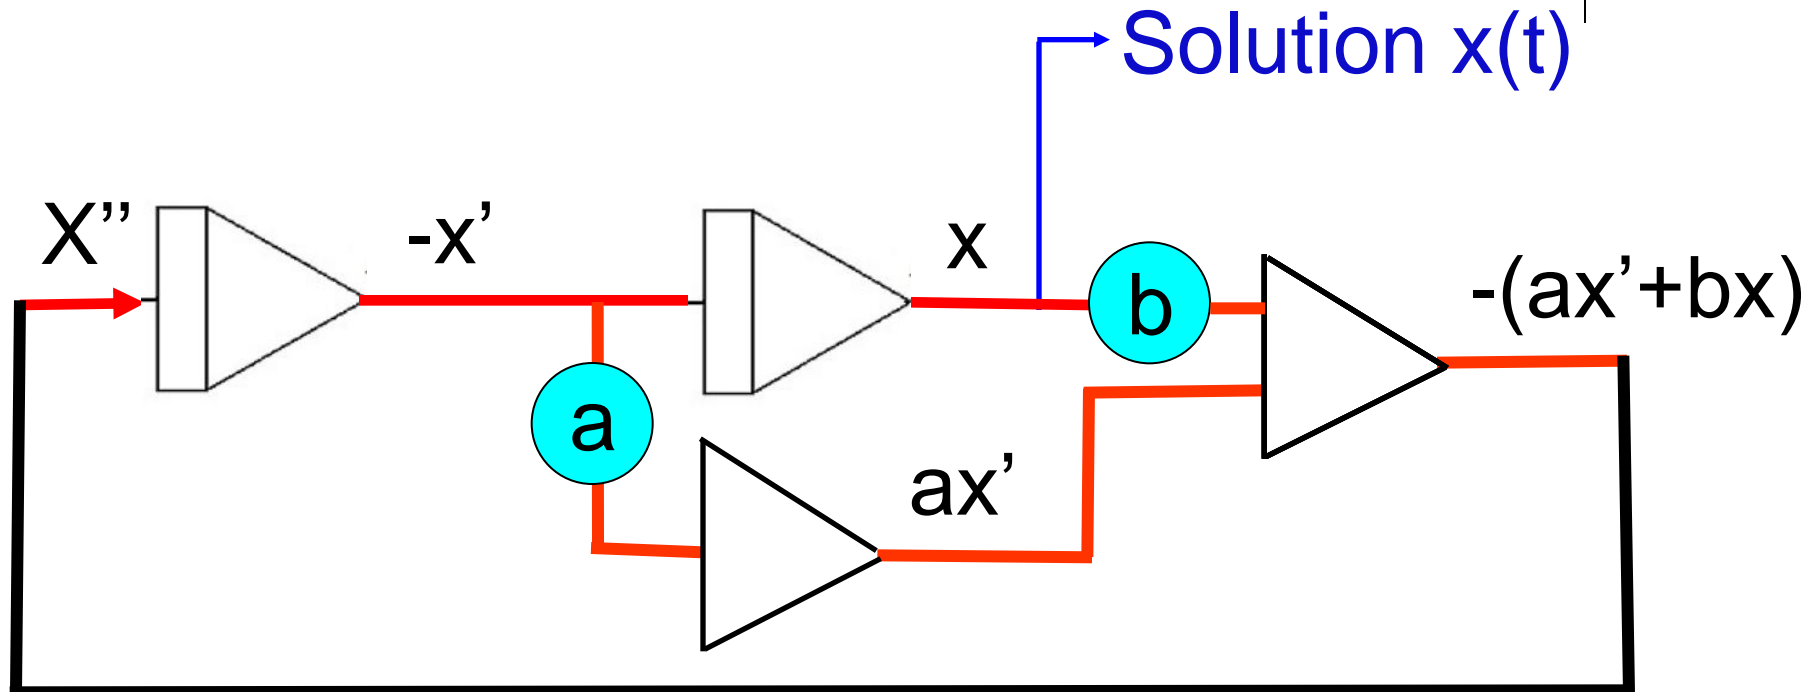 Solution x(t)
X’’
-x’
x
b
-(ax’+bx)
a
ax’